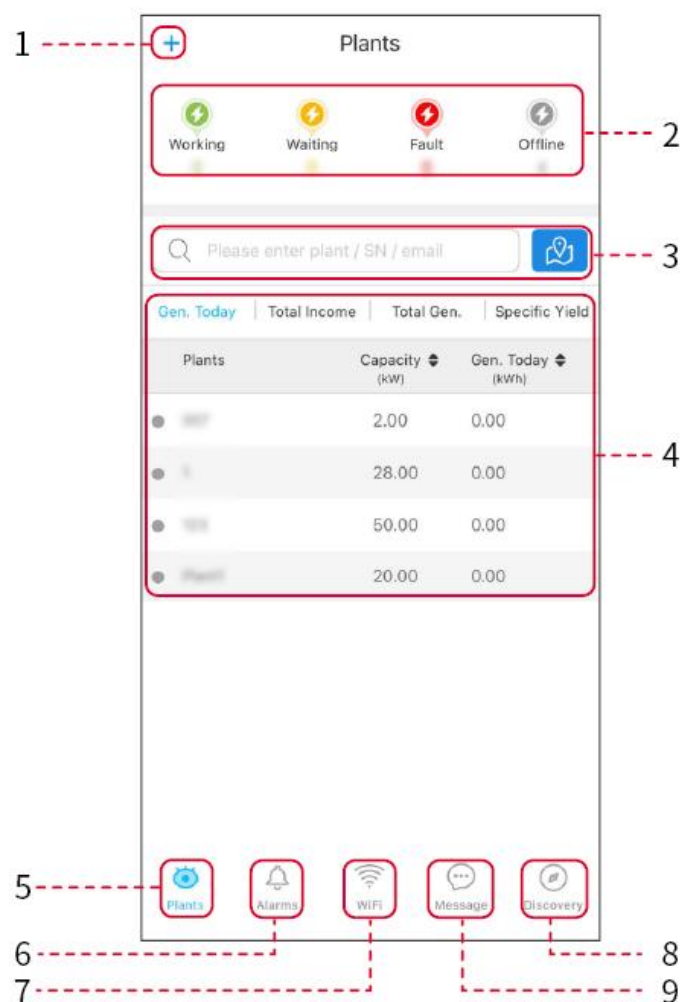 1
+ Plants
Working Waiting Fault Offline
2
Please enter plant / SN / email
3
Gen. Today Total Income Total Gen. Specific Yield
Plants Capacity Gen. Today
(kW) (kWh)
2.00 0.00
28.00 0.00
4
50.00 0.00
20.00 0.00
5
Plants Alarms WiFi Message Discovery
6 8
7 9